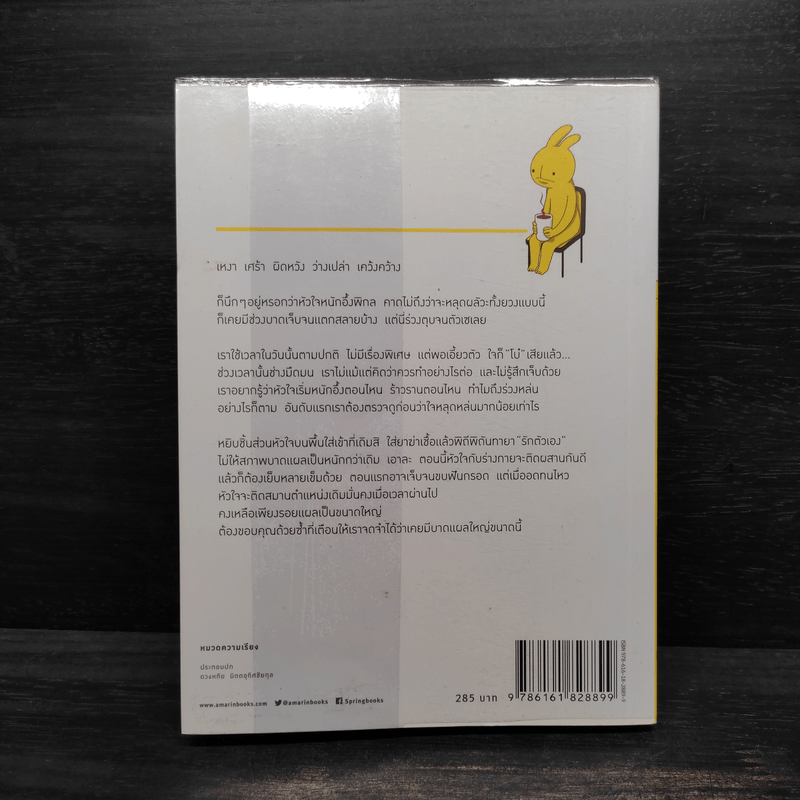 เหงา เศร้า ผิดหวัง ว่างเปล่า เคว้งคว้าง
ก็นึกๆอยู่หรอกว่าหัวใจหนักอึ้งพิกล คาดไม่ถึงว่าจะหลุดผลัวะทั้งยวงแบบนี้
ก็เคยมีช่วงบาดเจ็บจนแตกสลายบ้าง แต่นี่ร่วงตุบจนตัวเซเลย
เราใช้เวลาในวันนั้นตามปกติ ไม่มีเรื่องพิเศษ แต่พอเอี้ยวตัว ใจก็ "โบ๋" เสียแล้ว...
ช่วงเวลานั้นช่างมืดมน เราไม่แม้แต่คิดว่าควรทำอย่างไรต่อ และไม่รู้สึกเจ็บด้วย
เราอยากรู้ว่าหัวใจเริ่มหนักอึ้งตอนไหน ร้าวรานตอนไหน ทำไมถึงร่วงหล่น
อย่างไรก็ตาม อันดับแรกเราต้องตรวจดูก่อนว่าใจหลุดหล่นมากน้อยเท่าไร
หยิบชิ้นส่วนหัวใจบนพื้นใส่เข้าที่เดิมสิ ใส่ยาฆ่าเชื้อแล้วพิถีพิถันทายา "รักตัวเอง"
ไม่ให้สภาพบาดแผลเป็นหนักกว่าเดิม เอาละ ตอนนี้หัวใจกับร่างกายจะติดผสานกันดี
แล้วก็ต้องเย็บหลายเข็มด้วย ตอนแรกอาจเจ็บจนขบฟันกรอด แต่เมื่ออดทนไหว
หัวใจจะติดสมานตำแหน่งเดิมมั่นคงเมื่อเวลาผ่านไป
คงเหลือเพียงรอยแผลเป็นขนาดใหญ่
ต้องขอบคุณด้วยซ้ำที่เตือนให้เราจดจำได้ว่าเคยมีบาดแผลใหญ่ขนาดนี้
หมวดความเรียง
ประกอบปก
ดวงหทัย
www.amarinbooks.com @amarinbooks Springbooks
285 บาท
9 786161 828899
ISBN 978-616-18-2889-9